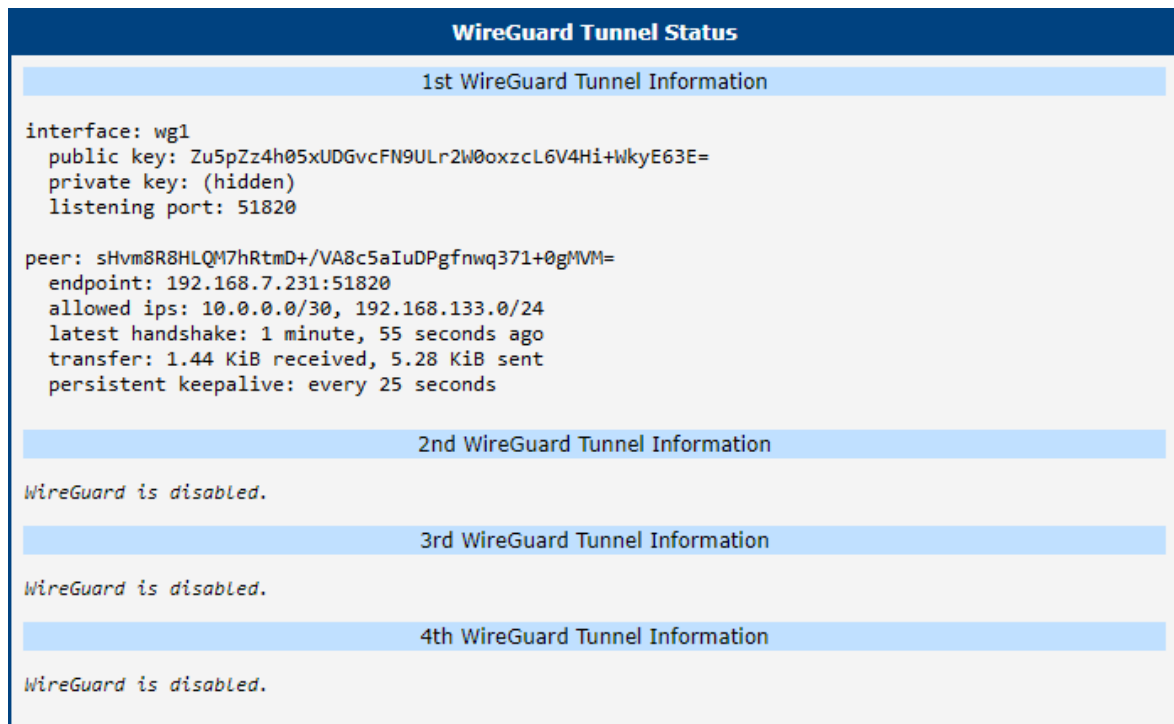 WireGuard Tunnel Status
1st WireGuard Tunnel Information
interface: wg1
public key: Zu5pZz4h05xUDGvcFN9ULr2W0oxzcL6V4Hi+WkyE63E=
private key: (hidden)
listening port: 51820
peer: sHvm8R8HLQM7hRtmD+/VA8c5aIuDPgfnwq371+0gMVM=
endpoint: 192.168.7.231:51820
allowed ips: 10.0.0.0/30, 192.168.133.0/24
latest handshake: 1 minute, 55 seconds ago
transfer: 1.44 KiB received, 5.28 KiB sent
persistent keepalive: every 25 seconds
2nd WireGuard Tunnel Information
WireGuard is disabled.
3rd WireGuard Tunnel Information
WireGuard is disabled.
4th WireGuard Tunnel Information
WireGuard is disabled.